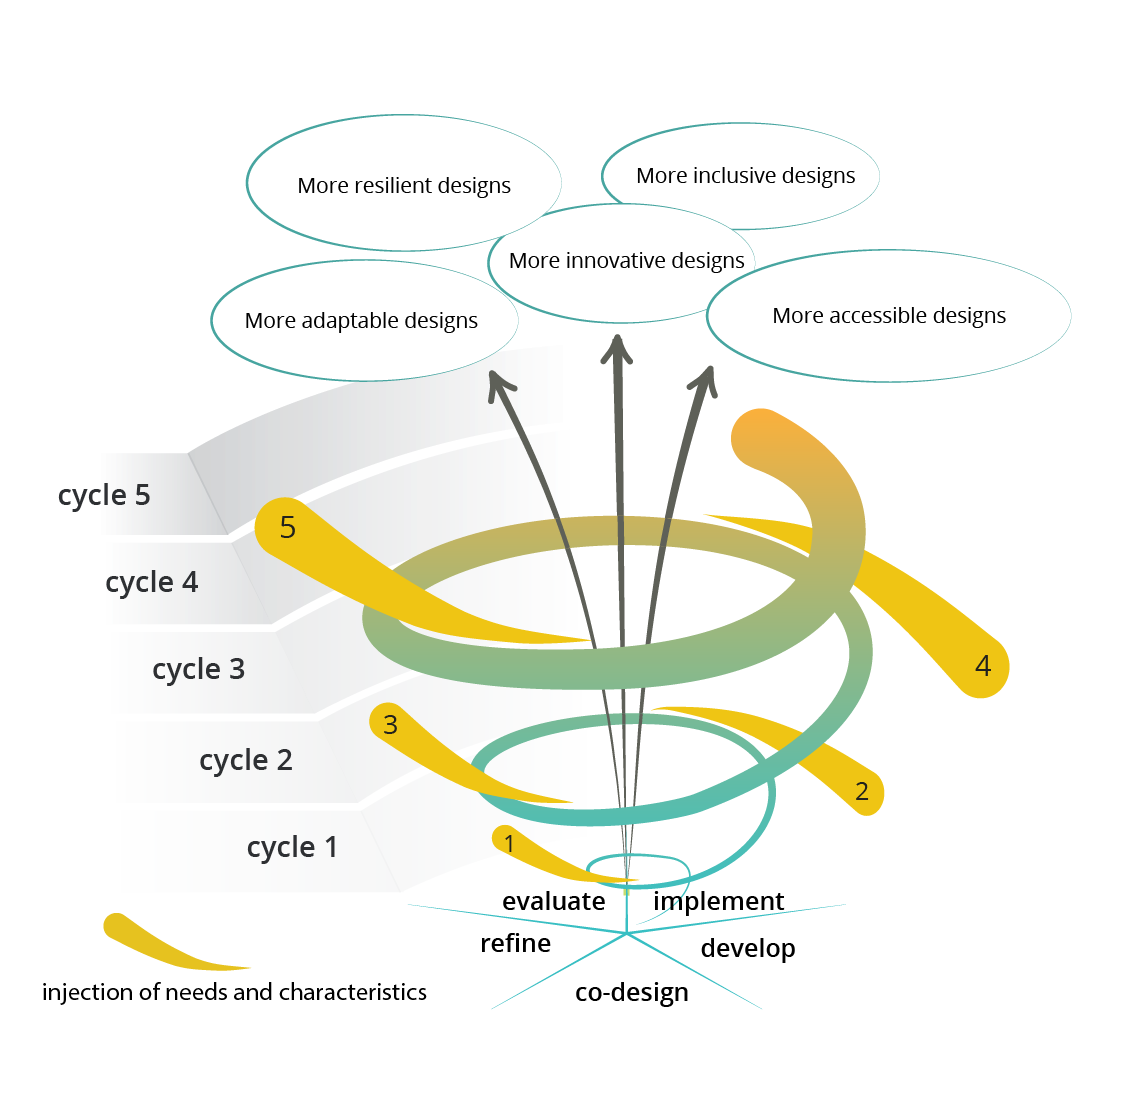 More resilient designs
More inclusive designs
More innovative designs
More adaptable designs
More accessible designs
cycle 5
5
cycle 4
4
cycle 3
3
cycle 2
2
cycle 1
1
evaluate
implement
refine
develop
co-design
injection of needs and characteristics